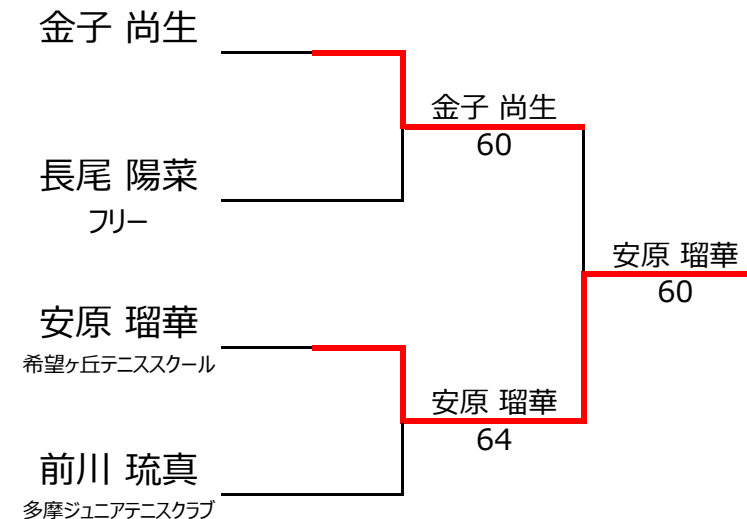 金子 尚生
長尾 陽菜
フリー
安原 瑠華
希望ヶ丘テニススクール
前川 琉真
多摩ジュニアテニスクラブ
金子 尚生
60
安原 瑠華
64
安原 瑠華
60